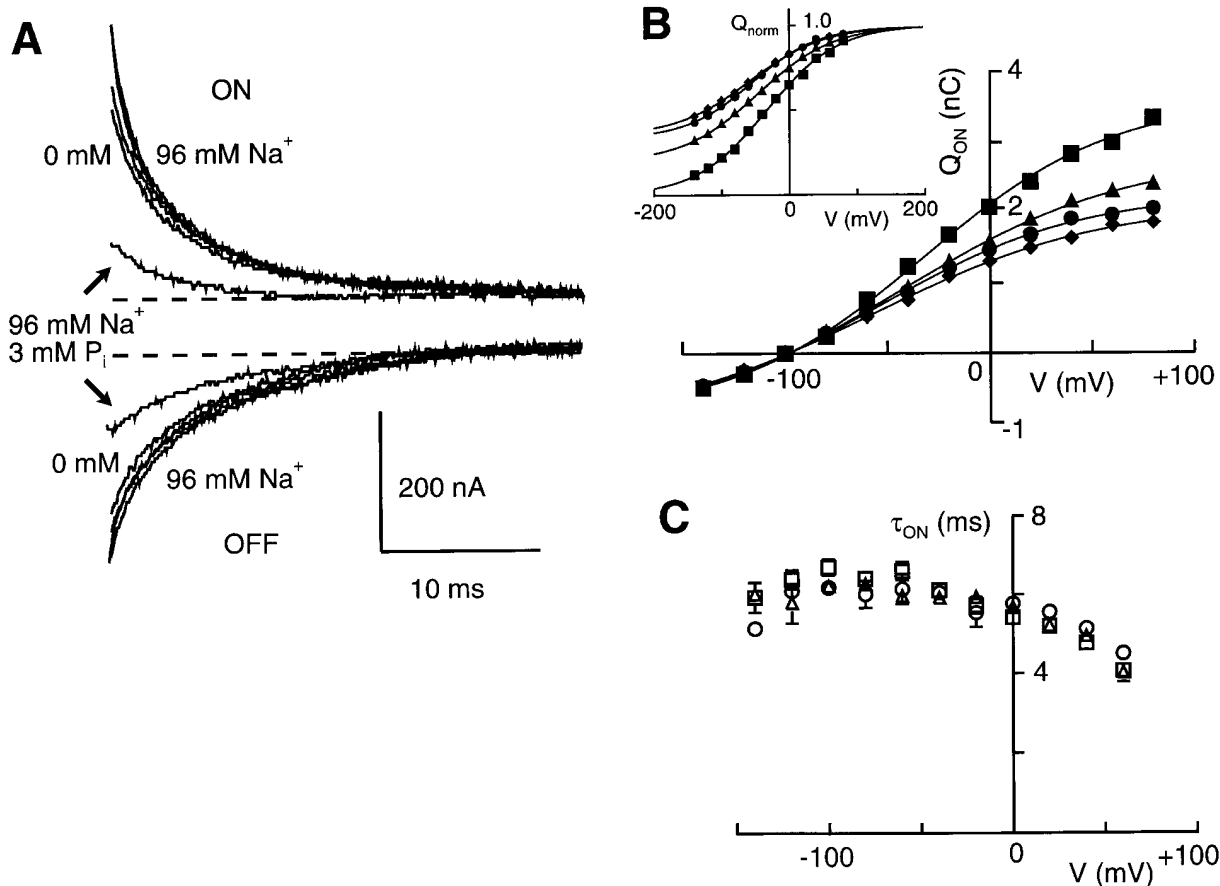 A
ON
0 mM
96 mM Na+
96 mM Na+
3 mM Pi
0 mM
96 mM Na+
200 nA
OFF
10 ms
B
Qnorm
1.0
-200
0
V (mV)
200
QON (nC)
4
2
-100
0
V (mV)
+100
-1
C
τON (ms)
8
4
-100
0
V (mV)
+100